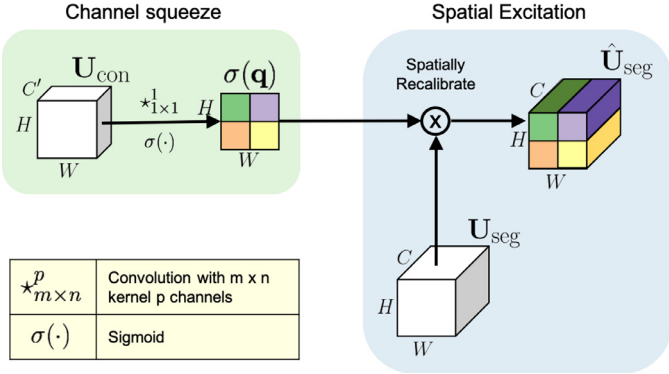 Channel squeeze
Spatial Excitation
U_con
C′
H
W
⋆^1_{1×1}
σ(·)
σ(q)
H
W
Spatially
Recalibrate
X
Û_seg
C
H
W
U_seg
C
H
W
⋆^p_{m×n} Convolution with m x n
kernel p channels
σ(·) Sigmoid